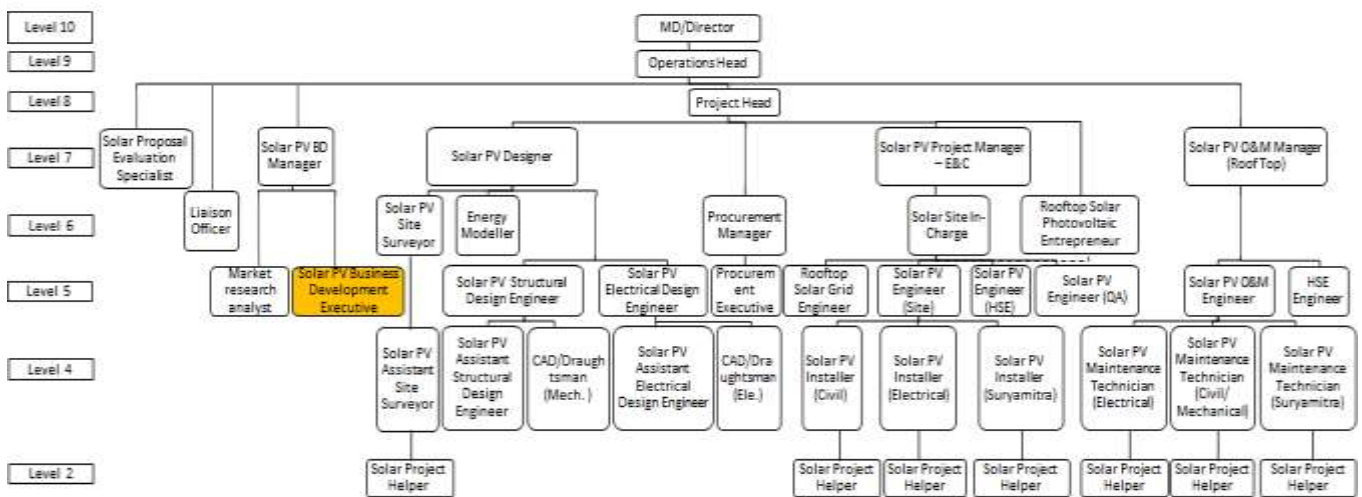 Level 10
MD/Director
Level 9
Operations Head
Level 8
Project Head
Level 7
Solar Proposal
Evaluation
Specialist
Solar PV BD
Manager
Solar PV Designer
Solar PV Project Manager
– E&C
Solar PV O&M Manager
(Roof Top)
Level 6
Liaison
Officer
Solar PV
Site
Surveyor
Energy
Modeller
Procurement
Manager
Solar Site In-
Charge
Rooftop Solar
Photovoltaic
Entrepreneur
Level 5
Market
research
analyst
Solar PV Business
Development
Executive
Solar PV Structural
Design Engineer
Solar PV
Electrical Design
Engineer
Procurem
ent
Executive
Rooftop
Solar Grid
Engineer
Solar PV
Engineer
(Site)
Solar PV
Engineer
(HSE)
Solar PV
Engineer (QA)
Solar PV O&M
Engineer
HSE
Engineer
Level 4
Solar PV
Assistant
Site
Surveyor
Solar PV
Assistant
Structural
Design
Engineer
CAD/Draugh
tsman
(Mech. )
Solar PV
Assistant
Electrical
Design Engineer
CAD/Dra
ughtsman
(Ele.)
Solar PV
Installer
(Civil)
Solar PV
Installer
(Electrical)
Solar PV
Installer
(Suryamitra)
Solar PV
Maintenance
Technician
(Electrical)
Solar PV
Maintenance
Technician
(Civil/
Mechanical)
Solar PV
Maintenance
Technician
(Suryamitra)
Level 2
Solar Project
Helper
Solar Project
Helper
Solar Project
Helper
Solar Project
Helper
Solar Project
Helper
Solar Project
Helper
Solar Project
Helper